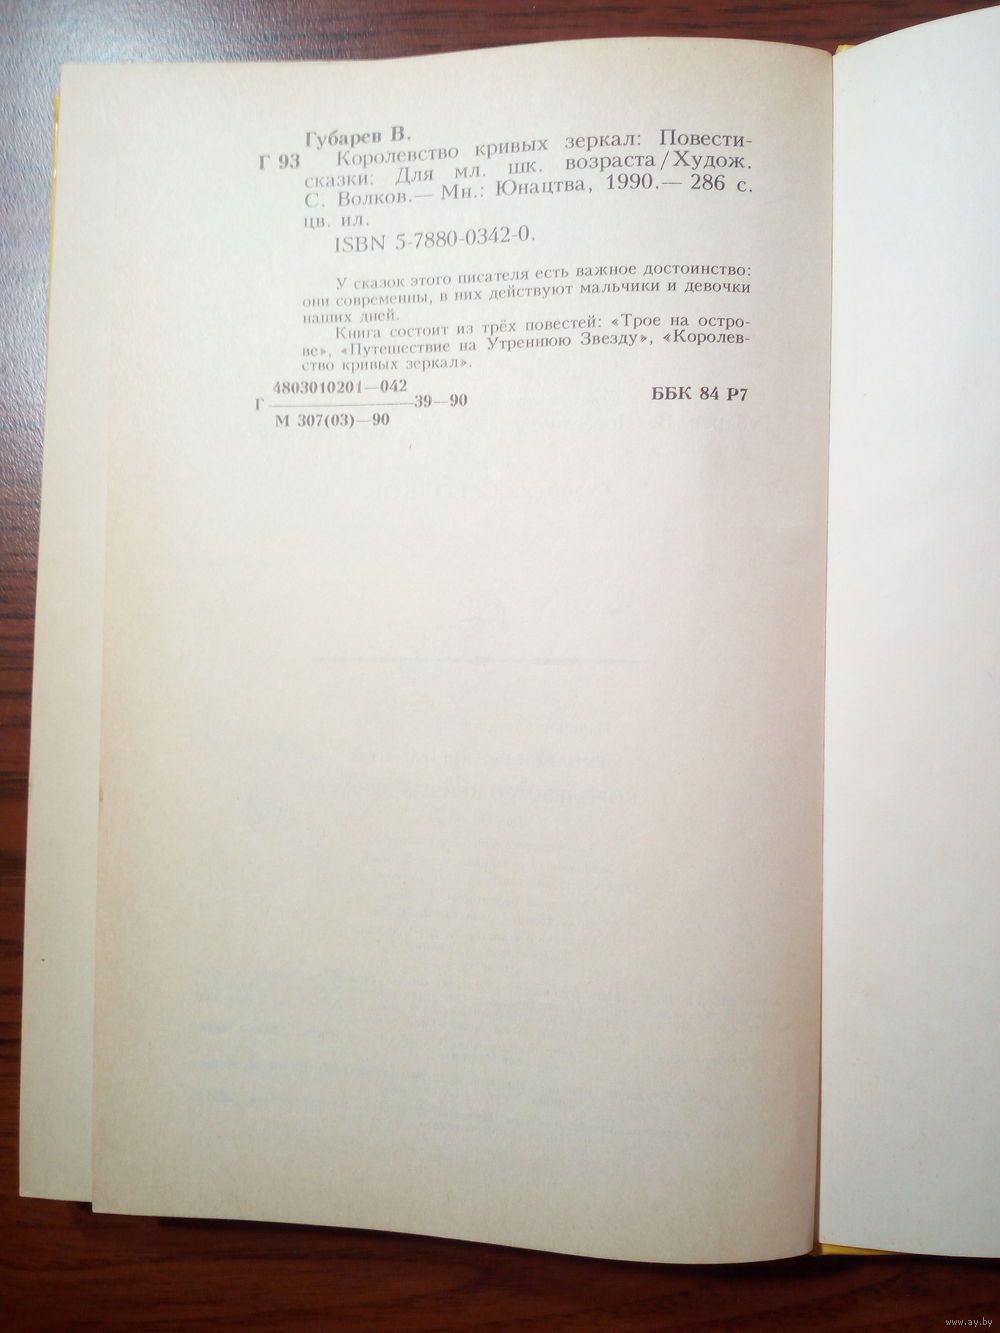 Губарев В.
Г 93 Королевство кривых зеркал: Повести-
сказки: Для мл. шк. возраста/Худож.
С. Волков.— Мн.: Юнацтва, 1990.— 286 с.
цв. ил.
ISBN 5-7880-0342-0.
У сказок этого писателя есть важное достоинство:
они современны, в них действуют мальчики и девочки
наших дней.
Книга состоит из трёх повестей: «Трое на остро-
ве», «Путешествие на Утреннюю Звезду», «Королев-
ство кривых зеркал».
4803010201—042
Г —39—90
М 307(03)—90
ББК 84 Р7
www.ay.by